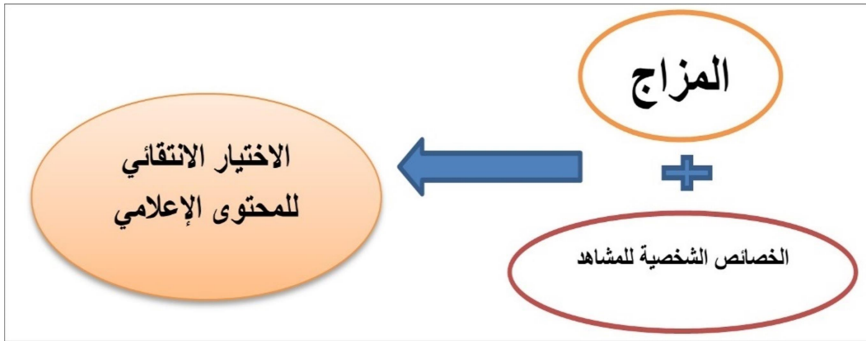 المزاج
الخصائص الشخصية للمشاهد
الاختيار الانتقائي
للمحتوى الإعلامي